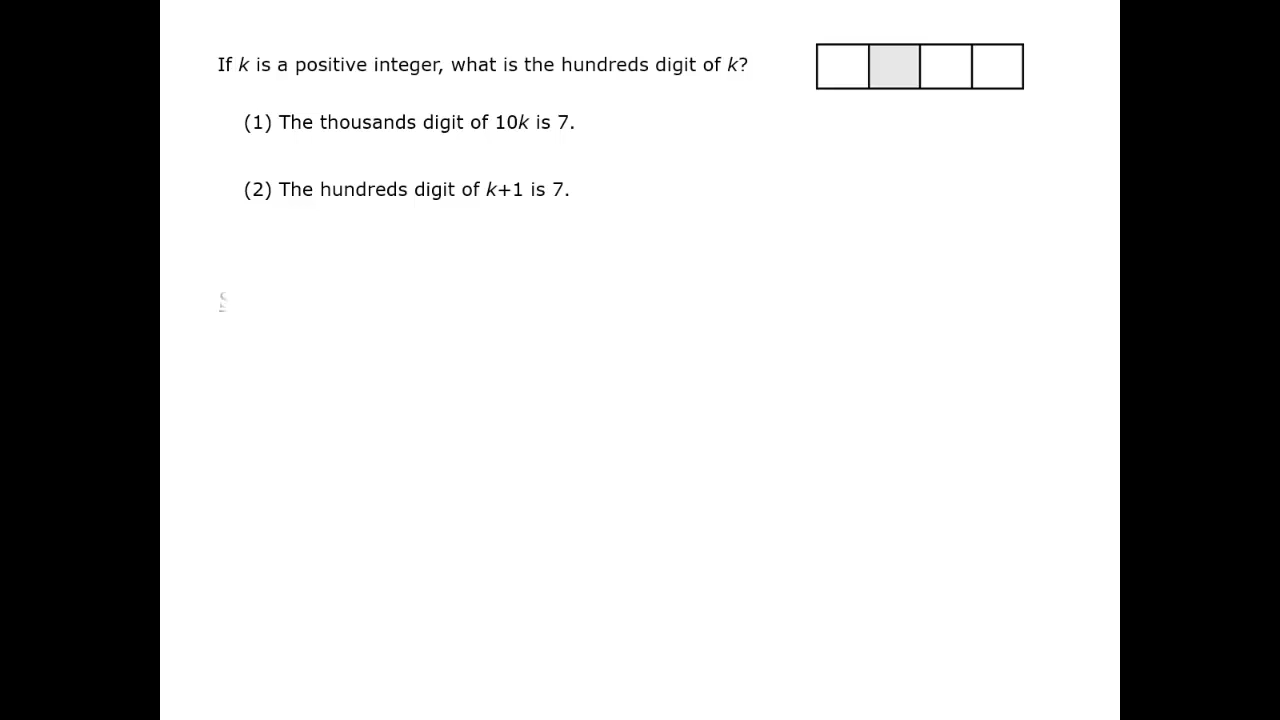 If k is a positive integer, what is the hundreds digit of k?
(1) The thousands digit of 10k is 7.
(2) The hundreds digit of k+1 is 7.